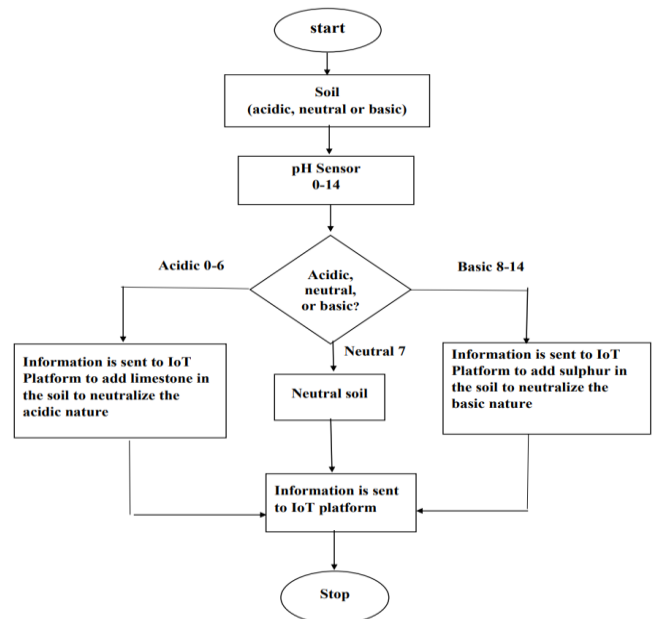 start
Soil
(acidic, neutral or basic)
pH Sensor
0-14
Acidic 0-6
Acidic,
neutral,
or basic?
Basic 8-14
Information is sent to IoT
Platform to add limestone in
the soil to neutralize the
acidic nature
Neutral 7
Neutral soil
Information is sent to IoT
Platform to add sulphur in
the soil to neutralize the
basic nature
Information is sent
to IoT platform
Stop